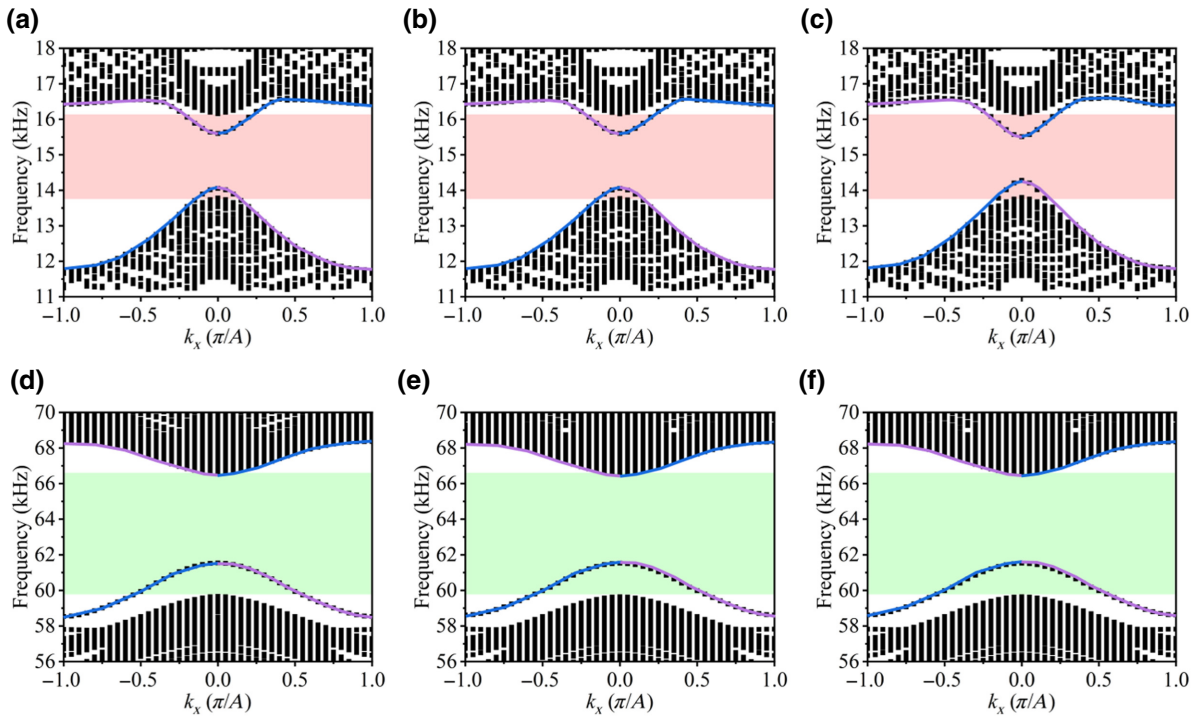 (a) (b) (c)
18 18 18
17 17 17
16 16 16
15 15 15
14 14 14
13 13 13
12 12 12
11 11 11
Frequency (kHz) Frequency (kHz) Frequency (kHz)
−1.0 −0.5 0.0 0.5 1.0 −1.0 −0.5 0.0 0.5 1.0 −1.0 −0.5 0.0 0.5 1.0
kx (π/A) kx (π/A) kx (π/A)
(d) (e) (f)
70 70 70
68 68 68
66 66 66
64 64 64
62 62 62
60 60 60
58 58 58
56 56 56
Frequency (kHz) Frequency (kHz) Frequency (kHz)
−1.0 −0.5 0.0 0.5 1.0 −1.0 −0.5 0.0 0.5 1.0 −1.0 −0.5 0.0 0.5 1.0
kx (π/A) kx (π/A) kx (π/A)